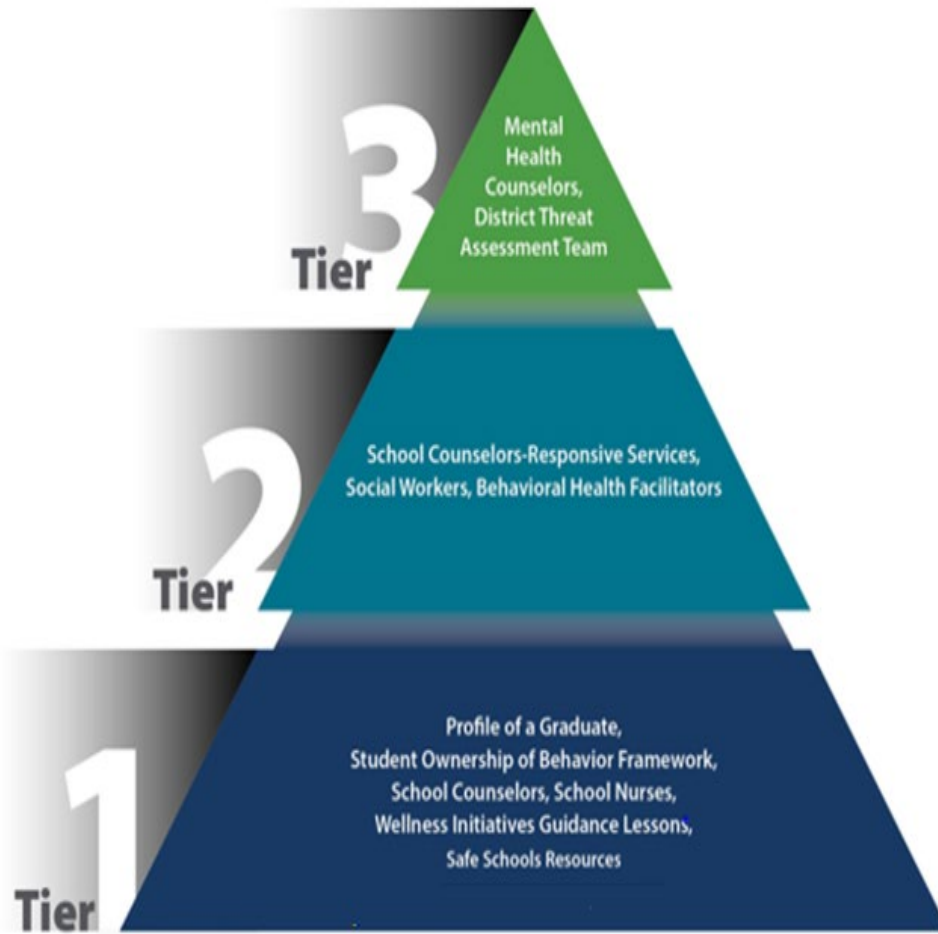 3
Tier
Mental
Health
Counselors,
District Threat
Assessment Team
2
Tier
School Counselors-Responsive Services,
Social Workers, Behavioral Health Facilitators
1
Tier
Profile of a Graduate,
Student Ownership of Behavior Framework,
School Counselors, School Nurses,
Wellness Initiatives Guidance Lessons,
Safe Schools Resources